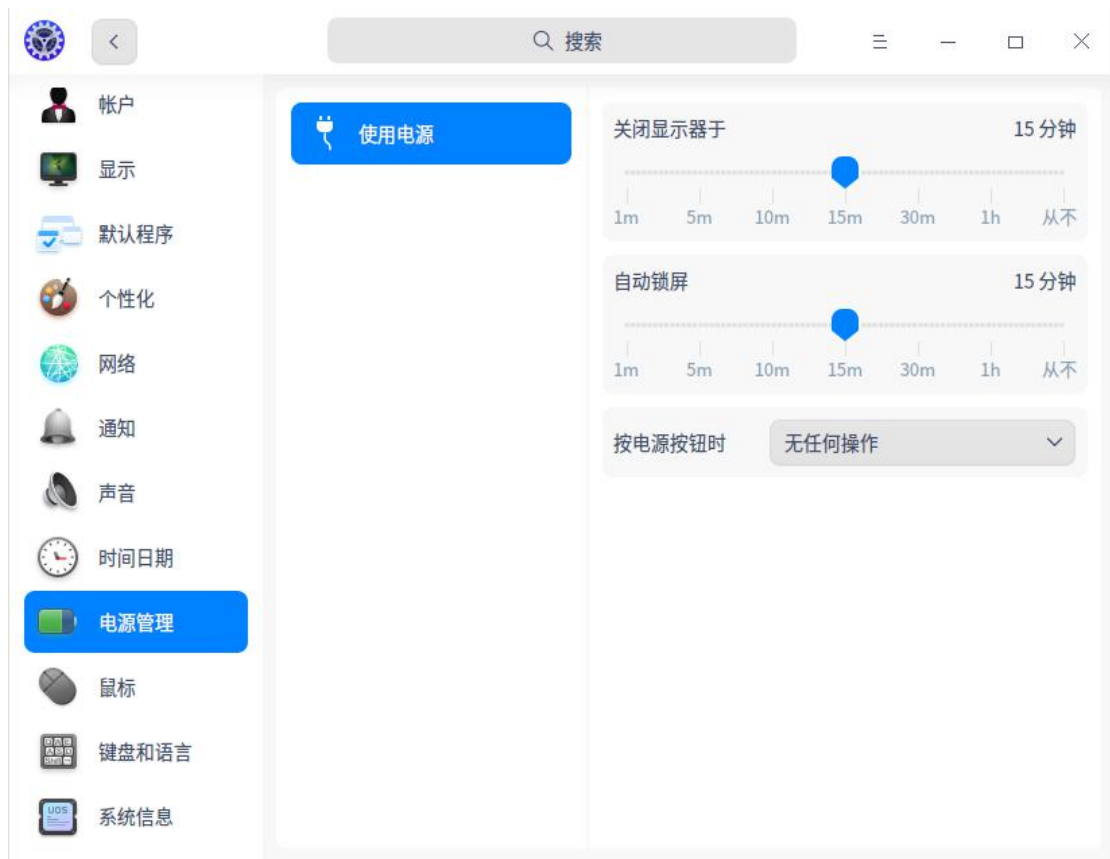 搜索
帐户
显示
默认程序
个性化
网络
通知
声音
时间日期
电源管理
鼠标
键盘和语言
UOS
系统信息
使用电源
关闭显示器于 15 分钟
1m 5m 10m 15m 30m 1h 从不
自动锁屏 15 分钟
1m 5m 10m 15m 30m 1h 从不
按电源按钮时 无任何操作